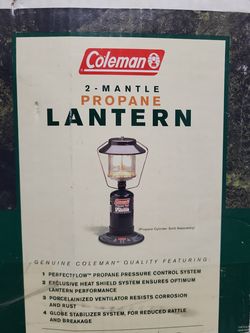 Coleman
2-MANTLE
PROPANE
LANTERN
Coleman
(Propane Cylinder Sold Separately)
GENUINE COLEMAN QUALITY FEATURING:
1 PERFECTFLOW™ PROPANE PRESSURE CONTROL SYSTEM
2 EXCLUSIVE HEAT SHIELD SYSTEM ENSURES OPTIMUM
LANTERN PERFORMANCE
3 PORCELAINIZED VENTILATOR RESISTS CORROSION
AND RUST
4 GLOBE STABILIZER SYSTEM, FOR REDUCED RATTLE
AND BREAKAGE